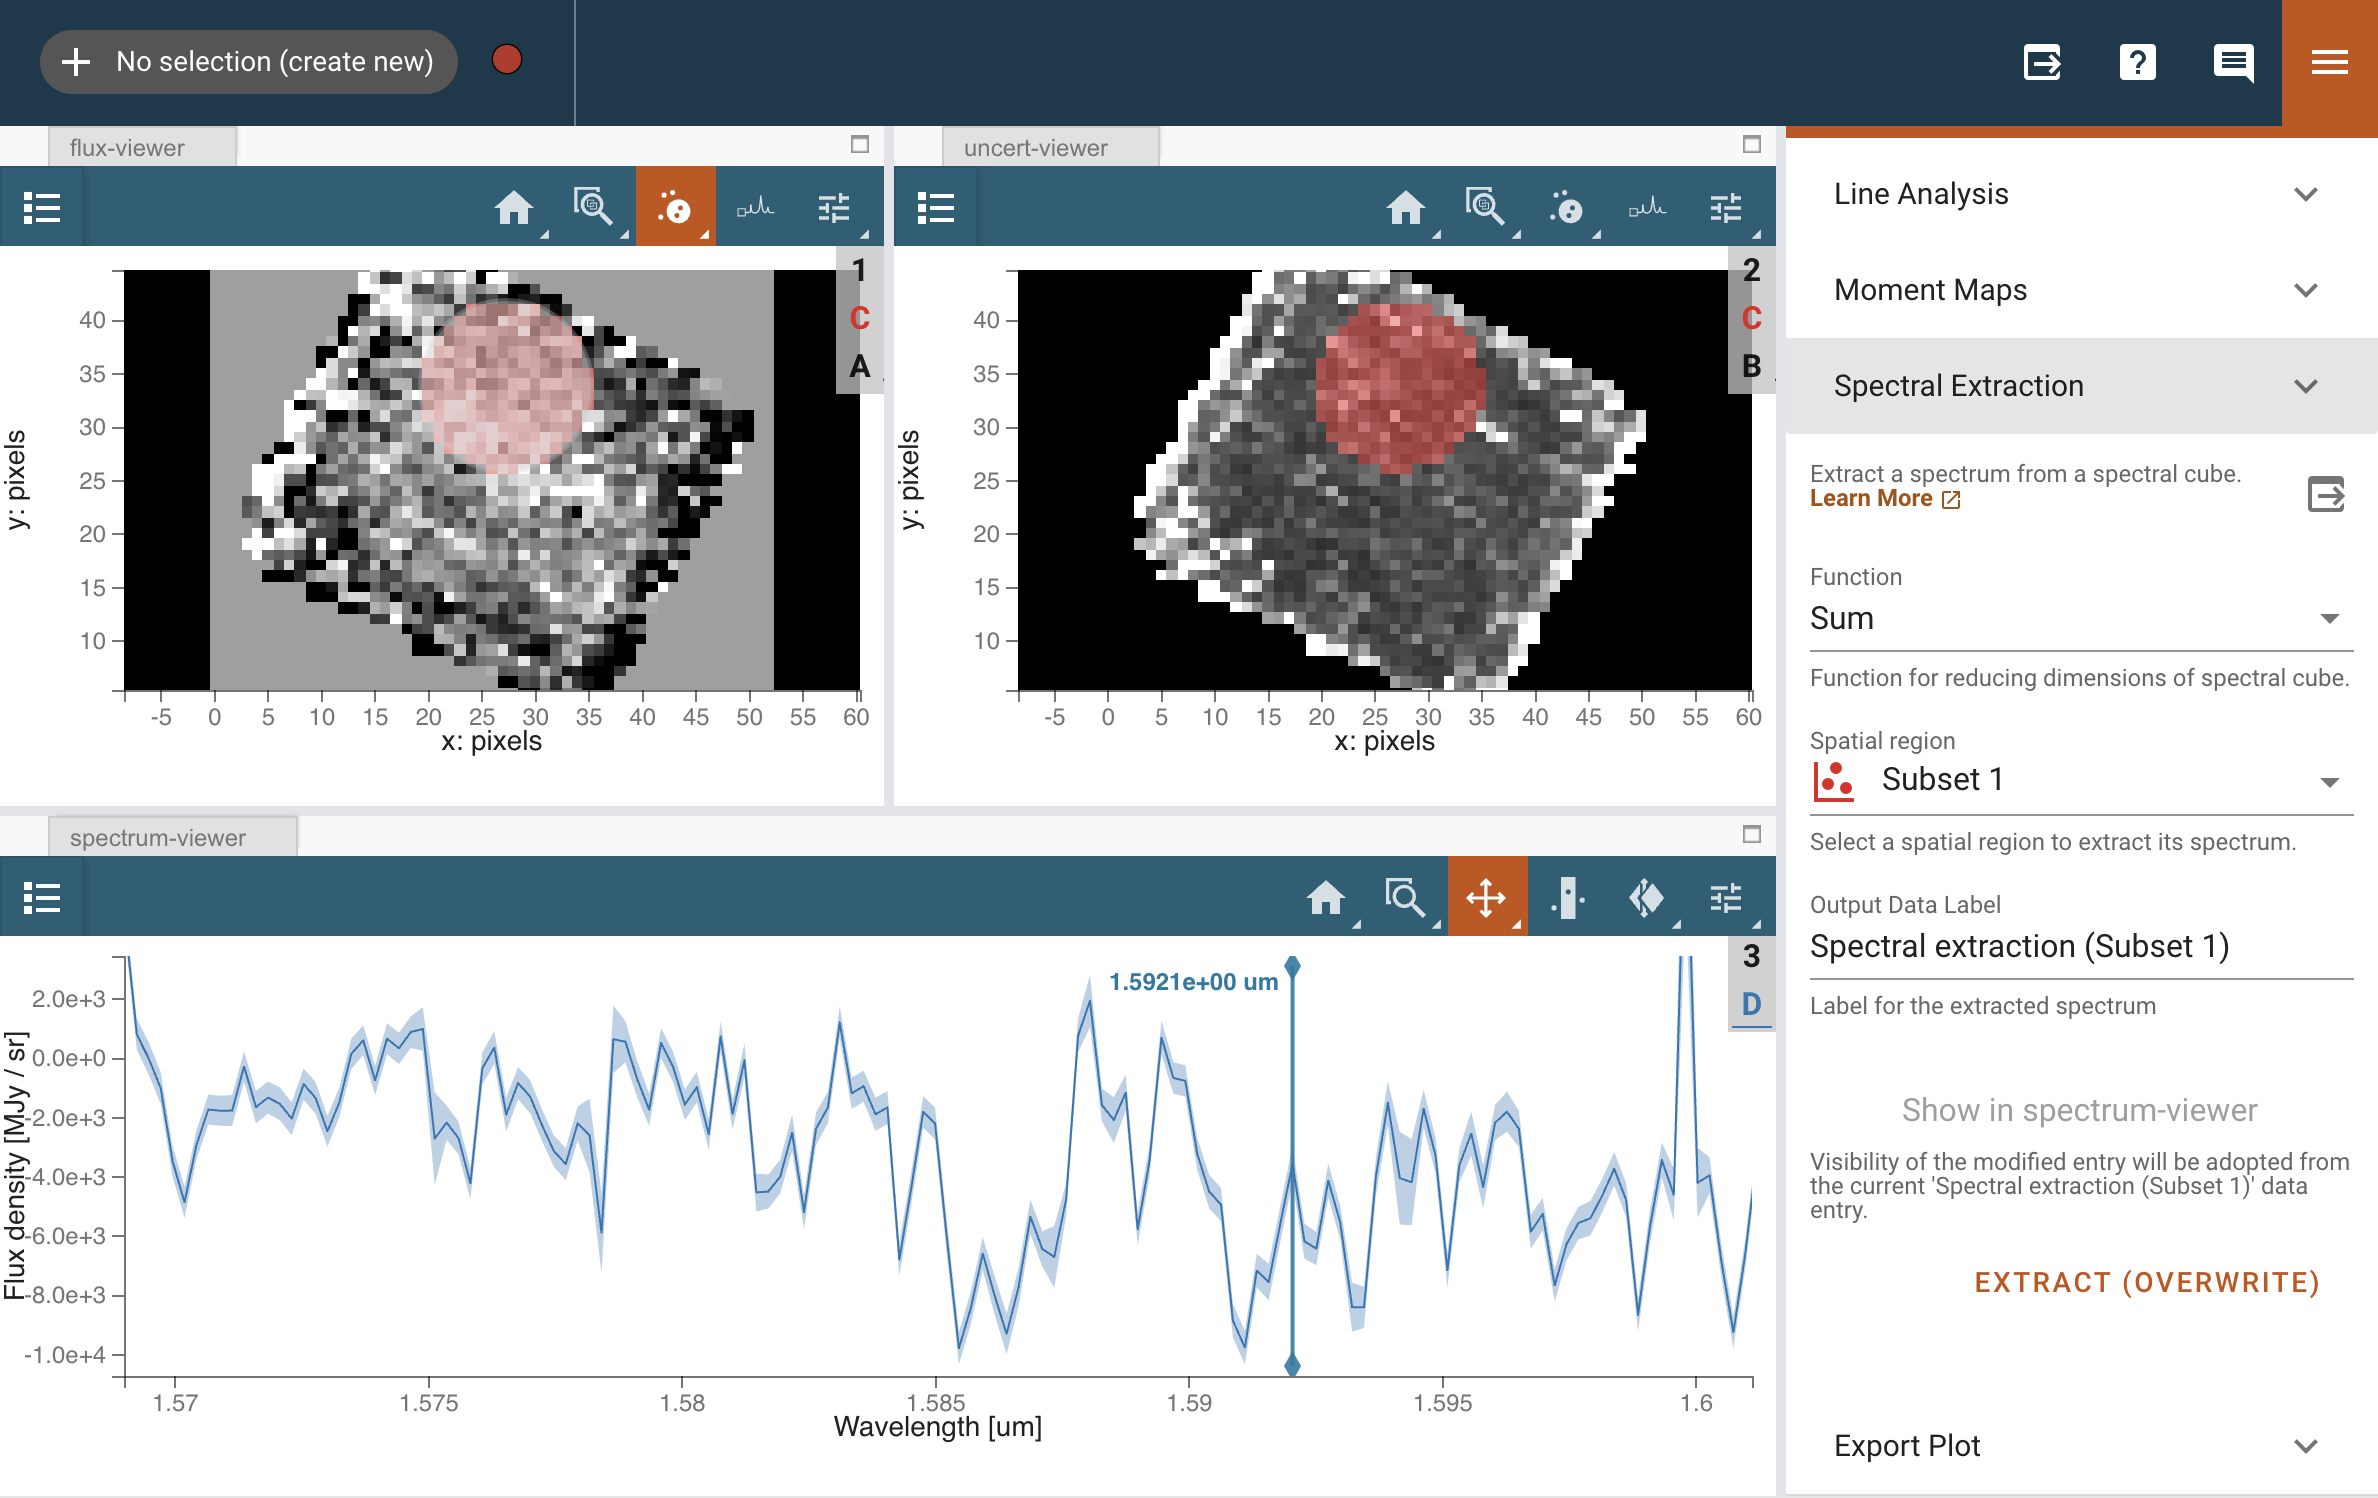 No selection (create new)
flux-viewer
1
C
A
40
35
30
25
20
15
10
y: pixels
-5 0 5 10 15 20 25 30 35 40 45 50 55 60
x: pixels
uncert-viewer
2
C
B
40
35
30
25
20
15
10
y: pixels
-5 0 5 10 15 20 25 30 35 40 45 50 55 60
x: pixels
spectrum-viewer
3
D
1.5921e+00 um
2.0e+3
0.0e+0
-2.0e+3
-4.0e+3
-6.0e+3
-8.0e+3
-1.0e+4
Flux density [MJy / sr]
1.57 1.575 1.58 1.585 1.59 1.595 1.6
Wavelength [um]
Line Analysis
Moment Maps
Spectral Extraction
Extract a spectrum from a spectral cube.
Learn More
Function
Sum
Function for reducing dimensions of spectral cube.
Spatial region
Subset 1
Select a spatial region to extract its spectrum.
Output Data Label
Spectral extraction (Subset 1)
Label for the extracted spectrum
Show in spectrum-viewer
Visibility of the modified entry will be adopted from
the current 'Spectral extraction (Subset 1)' data
entry.
EXTRACT (OVERWRITE)
Export Plot